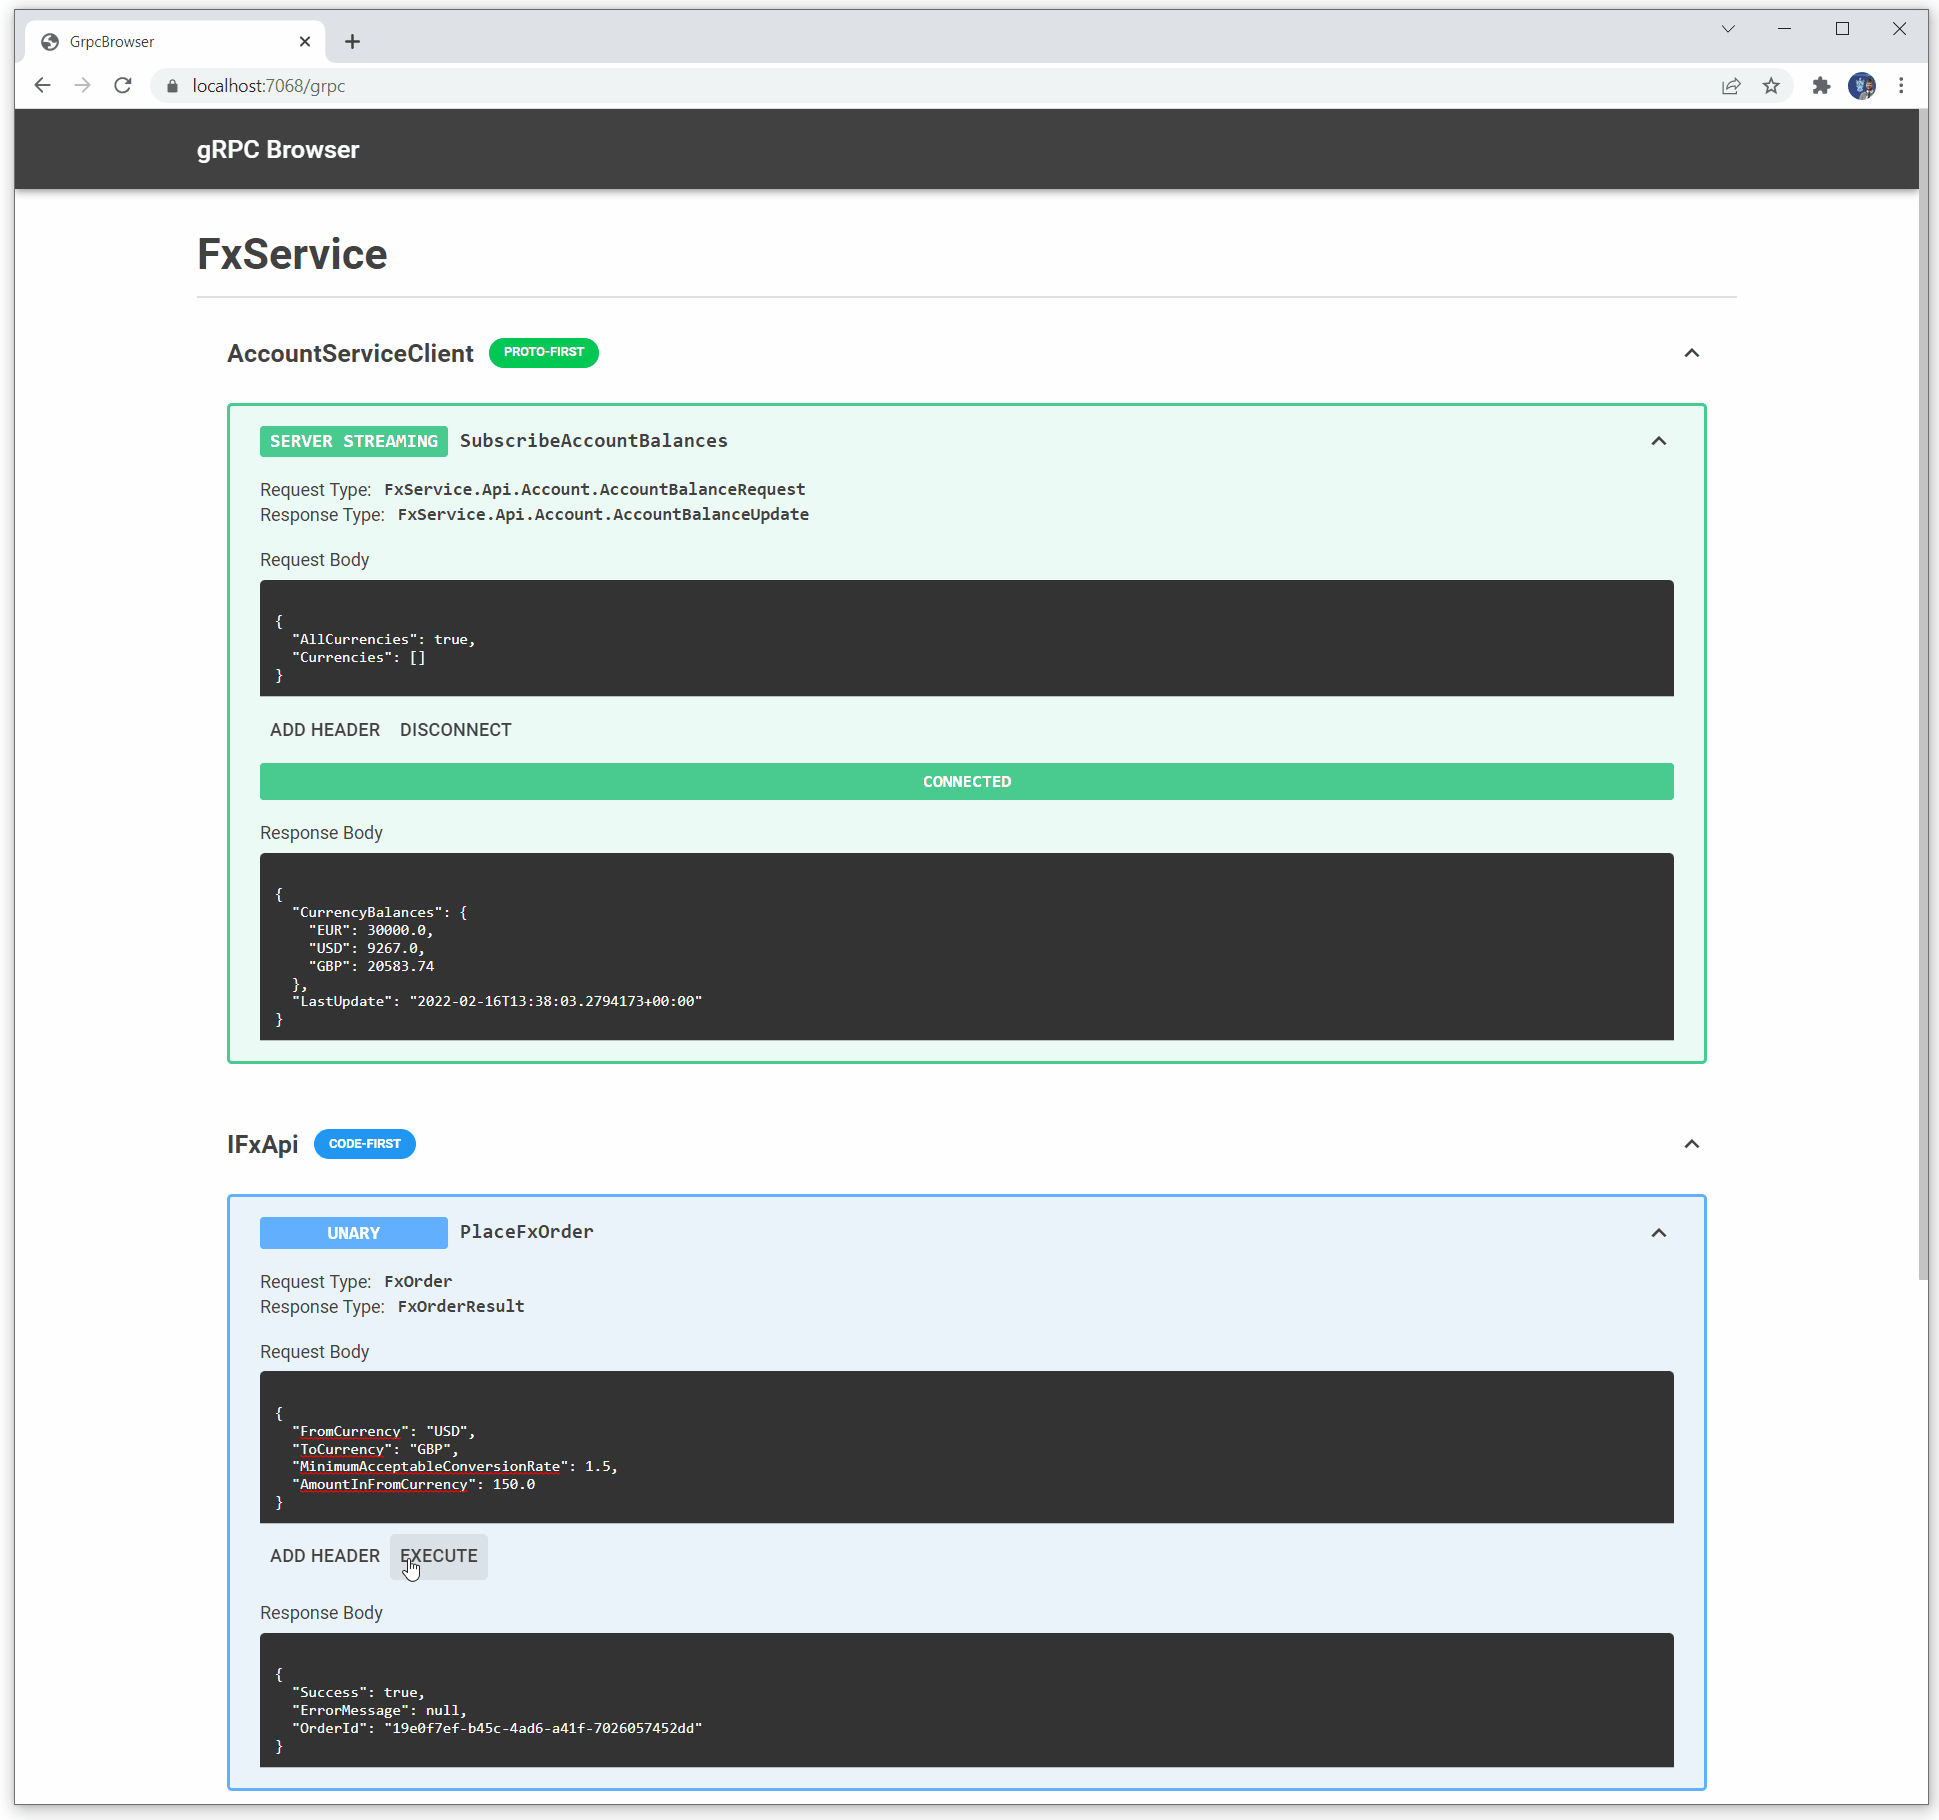 GrpcBrowser
localhost:7068/grpc
gRPC Browser
FxService
AccountServiceClient PROTO-FIRST
SERVER STREAMING SubscribeAccountBalances
Request Type: FxService.Api.Account.AccountBalanceRequest
Response Type: FxService.Api.Account.AccountBalanceUpdate
Request Body
{
"AllCurrencies": true,
"Currencies": []
}
ADD HEADER DISCONNECT
CONNECTED
Response Body
{
"CurrencyBalances": {
"EUR": 30000.0,
"USD": 9267.0,
"GBP": 20583.74
},
"LastUpdate": "2022-02-16T13:38:03.2794173+00:00"
}
IFxApi CODE-FIRST
UNARY PlaceFxOrder
Request Type: FxOrder
Response Type: FxOrderResult
Request Body
{
"FromCurrency": "USD",
"ToCurrency": "GBP",
"MinimumAcceptableConversionRate": 1.5,
"AmountInFromCurrency": 150.0
}
ADD HEADER EXECUTE
Response Body
{
"Success": true,
"ErrorMessage": null,
"OrderId": "19e0f7ef-b45c-4ad6-a41f-7026057452dd"
}